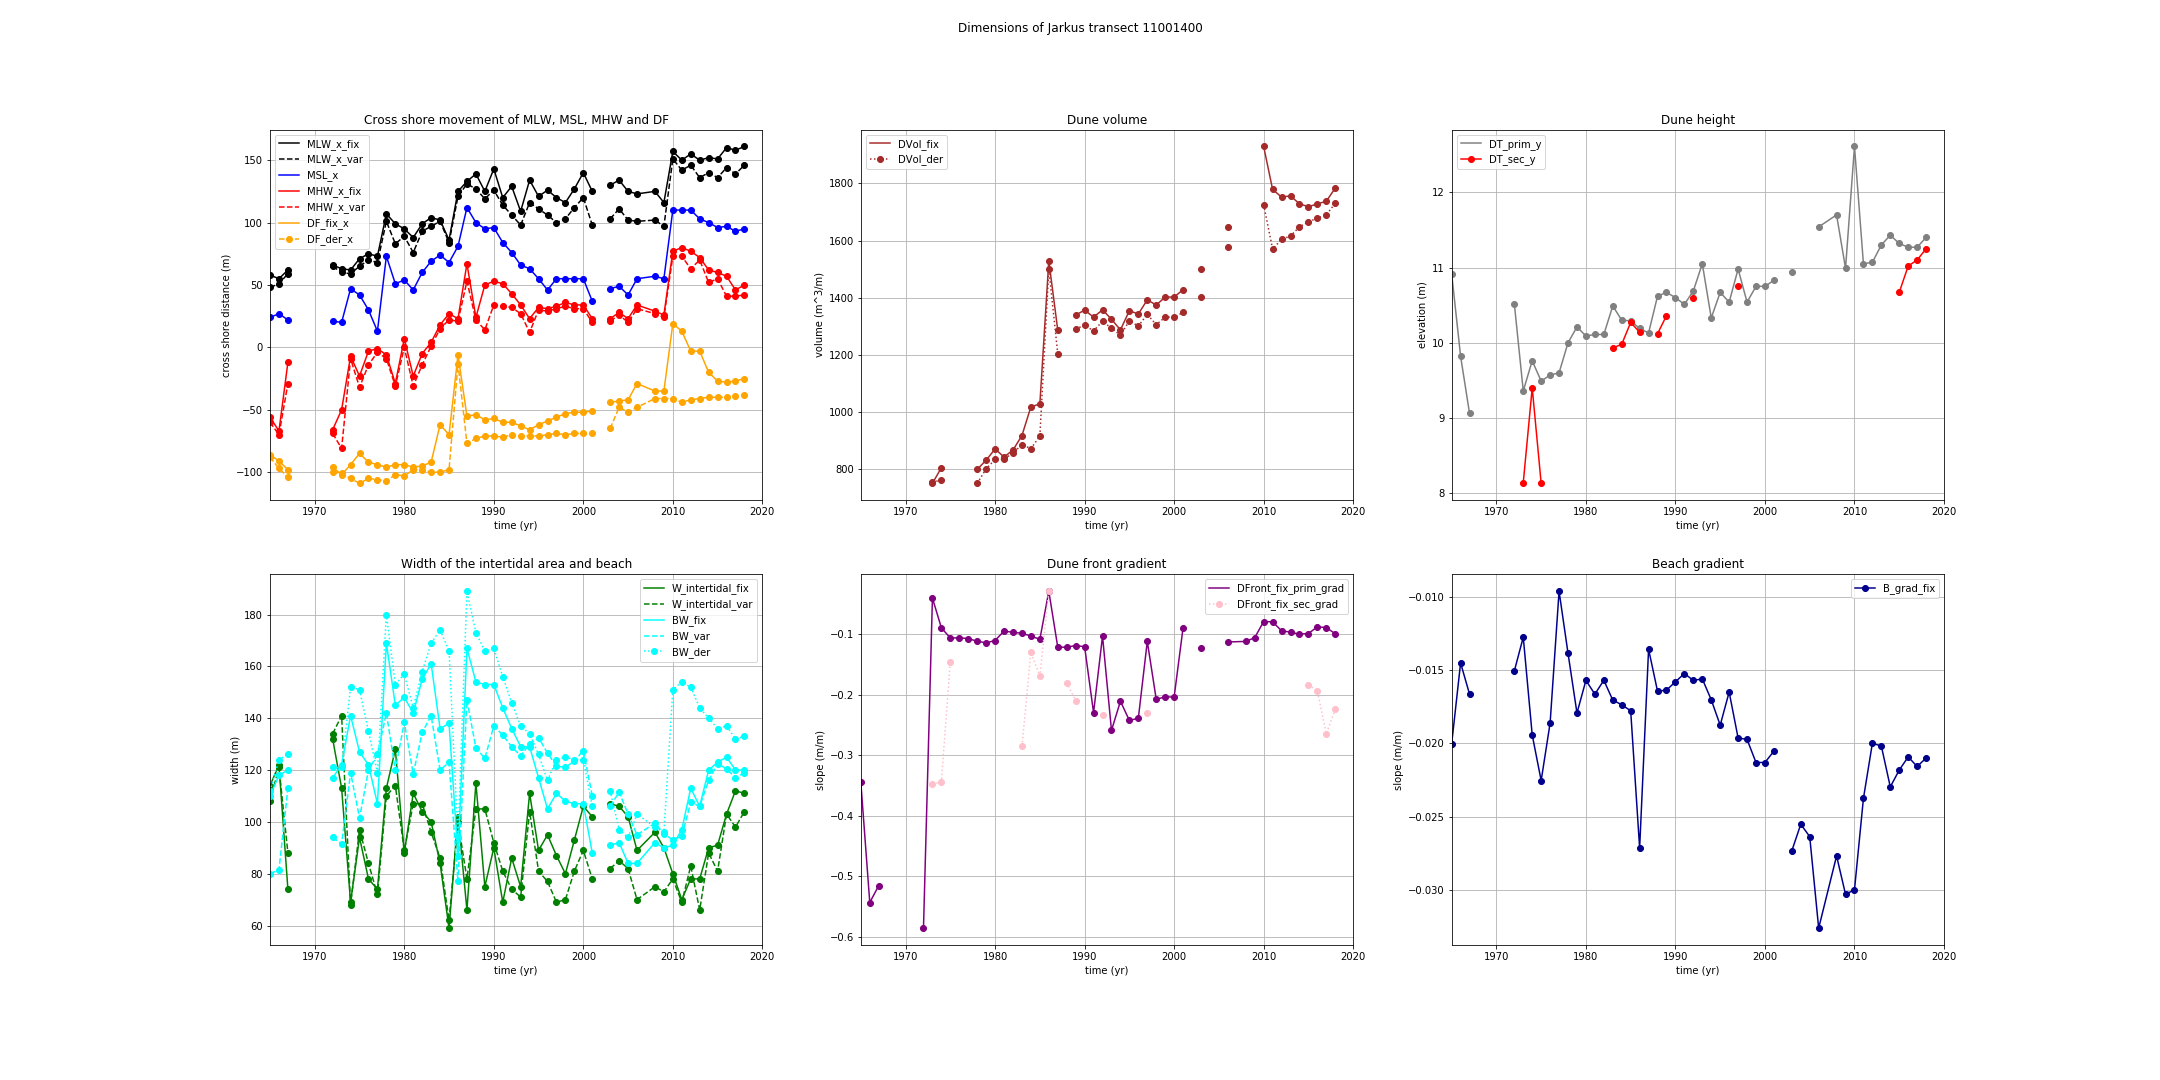 Dimensions of Jarkus transect 11001400
Cross shore movement of MLW, MSL, MHW and DF
cross shore distance (m)
150
100
50
0
−50
−100
MLW_x_fix
MLW_x_var
MSL_x
MHW_x_fix
MHW_x_var
DF_fix_x
DF_der_x
1970 1980 1990 2000 2010 2020
time (yr)
Dune volume
volume (m^3/m)
1800
1600
1400
1200
1000
800
DVol_fix
DVol_der
1970 1980 1990 2000 2010 2020
time (yr)
Dune height
elevation (m)
12
11
10
9
8
DT_prim_y
DT_sec_y
1970 1980 1990 2000 2010 2020
time (yr)
Width of the intertidal area and beach
width (m)
180
160
140
120
100
80
60
W_intertidal_fix
W_intertidal_var
BW_fix
BW_var
BW_der
1970 1980 1990 2000 2010 2020
time (yr)
Dune front gradient
slope (m/m)
−0.1
−0.2
−0.3
−0.4
−0.5
−0.6
DFront_fix_prim_grad
DFront_fix_sec_grad
1970 1980 1990 2000 2010 2020
time (yr)
Beach gradient
slope (m/m)
−0.010
−0.015
−0.020
−0.025
−0.030
B_grad_fix
1970 1980 1990 2000 2010 2020
time (yr)